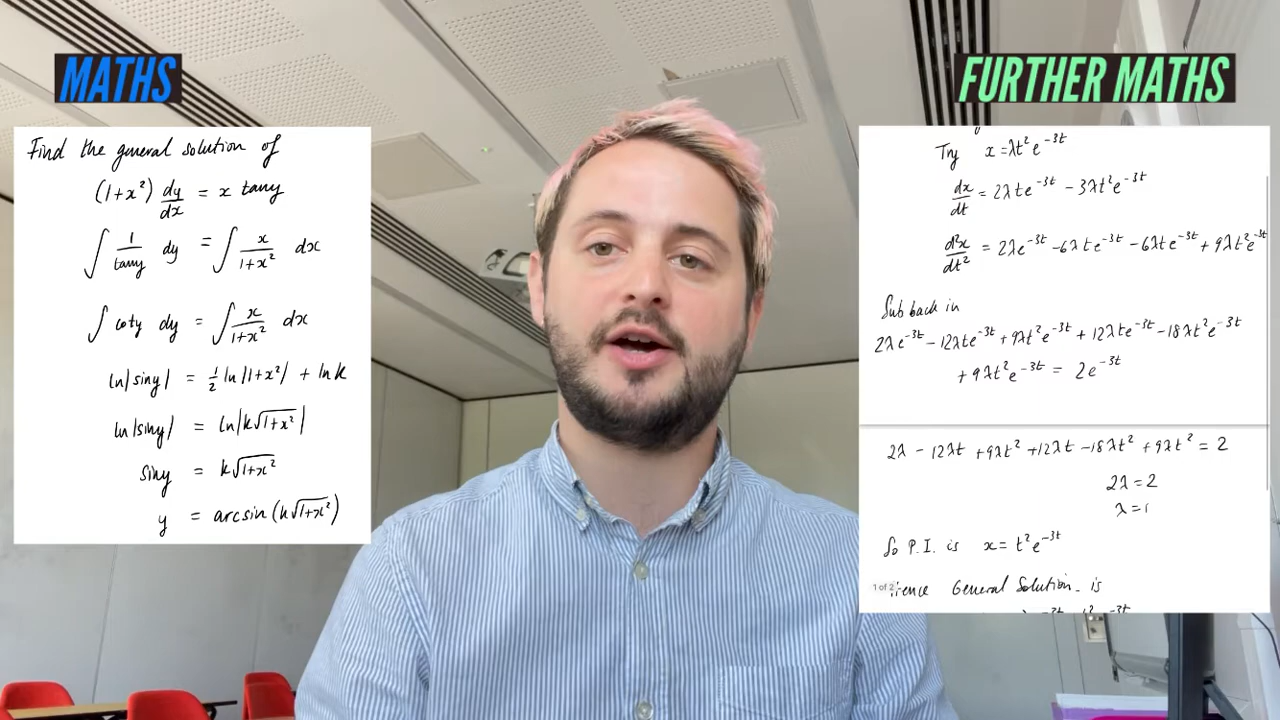 MATHS
Find the general solution of
(1+x²) dy/dx = x tany
∫ 1/tany dy = ∫ x/1+x² dx
∫ coty dy = ∫ x/1+x² dx
ln|siny| = ½ ln|1+x²| + ln k
ln|siny| = ln|k√1+x²|
siny = k√1+x²
y = arcsin(k√1+x²)
FURTHER MATHS
Try x=λt²e⁻³ᵗ
dx/dt = 2λte⁻³ᵗ - 3λt²e⁻³ᵗ
d²x/dt² = 2λe⁻³ᵗ - 6λte⁻³ᵗ - 6λte⁻³ᵗ + 9λt²e⁻³ᵗ
Sub back in
2λe⁻³ᵗ - 12λte⁻³ᵗ + 9λt²e⁻³ᵗ + 12λte⁻³ᵗ - 18λt²e⁻³ᵗ
+ 9λt²e⁻³ᵗ = 2e⁻³ᵗ
2λ - 12λt + 9λt² + 12λt - 18λt² + 9λt² = 2
2λ = 2
λ = 1
So P.I. is x = t²e⁻³ᵗ
1 of 2
Hence General Solution is